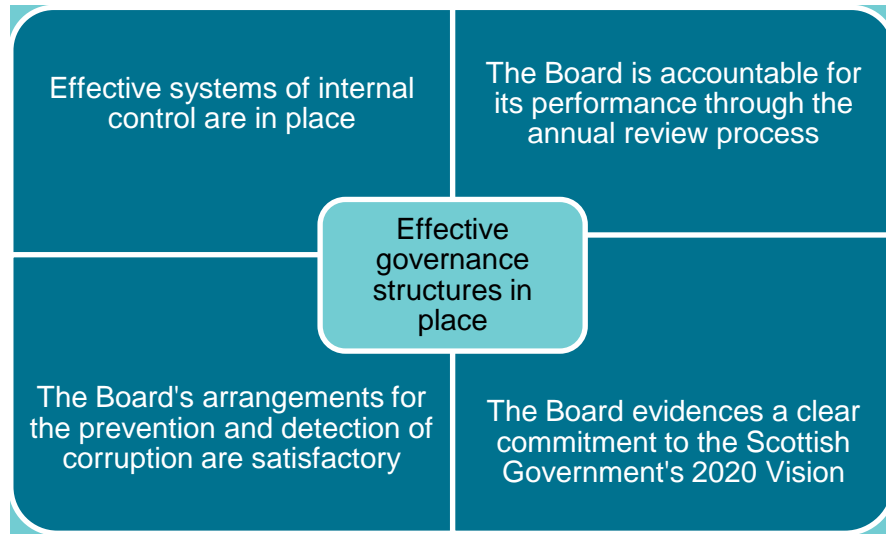 Effective systems of internal
control are in place
The Board is accountable for
its performance through the
annual review process
Effective
governance
structures in
place
The Board's arrangements for
the prevention and detection of
corruption are satisfactory
The Board evidences a clear
commitment to the Scottish
Government's 2020 Vision